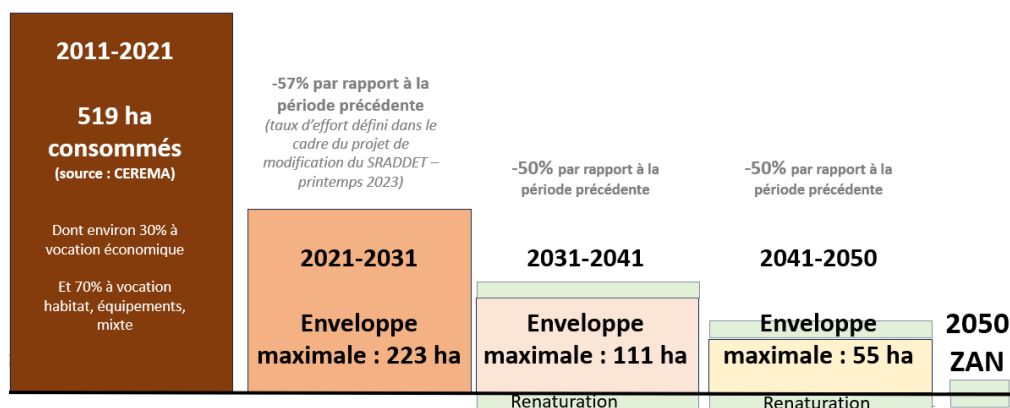 2011-2021
519 ha
consommés
(source : CEREMA)
Dont environ 30% à
vocation économique
Et 70% à vocation
habitat, équipements,
mixte
-57% par rapport à la
période précédente
(taux d'effort défini dans le
cadre du projet de
modification du SRADDET –
printemps 2023)
2021-2031
Enveloppe
maximale : 223 ha
-50% par rapport à la
période précédente
2031-2041
Enveloppe
maximale : 111 ha
Renaturation
-50% par rapport à la
période précédente
2041-2050
Enveloppe
maximale : 55 ha
Renaturation
2050
ZAN